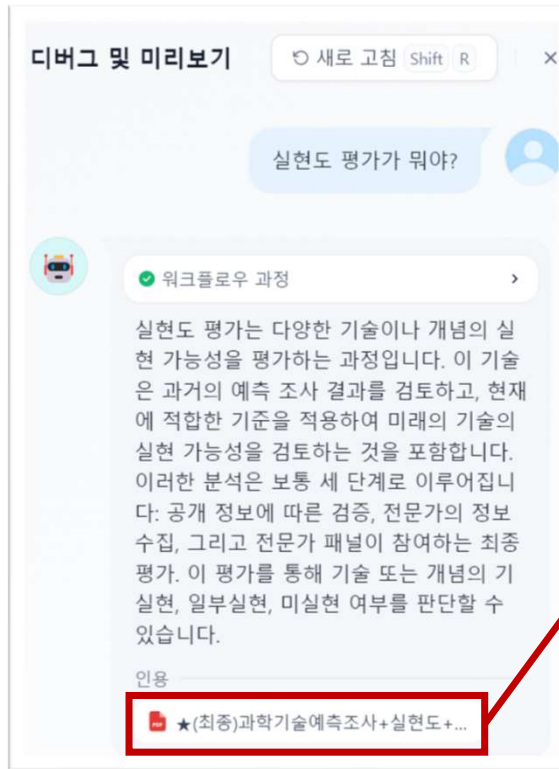 디버그 및 미리보기
새로 고침 Shift R
실현도 평가가 뭐야?
워크플로우 과정
실현도 평가는 다양한 기술이나 개념의 실
현 가능성을 평가하는 과정입니다. 이 기술
은 과거의 예측 조사 결과를 검토하고, 현재
에 적합한 기준을 적용하여 미래의 기술의
실현 가능성을 검토하는 것을 포함합니다.
이러한 분석은 보통 세 단계로 이루어집니
다: 공개 정보에 따른 검증, 전문가의 정보
수집, 그리고 전문가 패널이 참여하는 최종
평가. 이 평가를 통해 기술 또는 개념의 기
실현, 일부실현, 미실현 여부를 판단할 수
있습니다.
인용
PDF ★(최종)과학기술예측조사+실현도+...